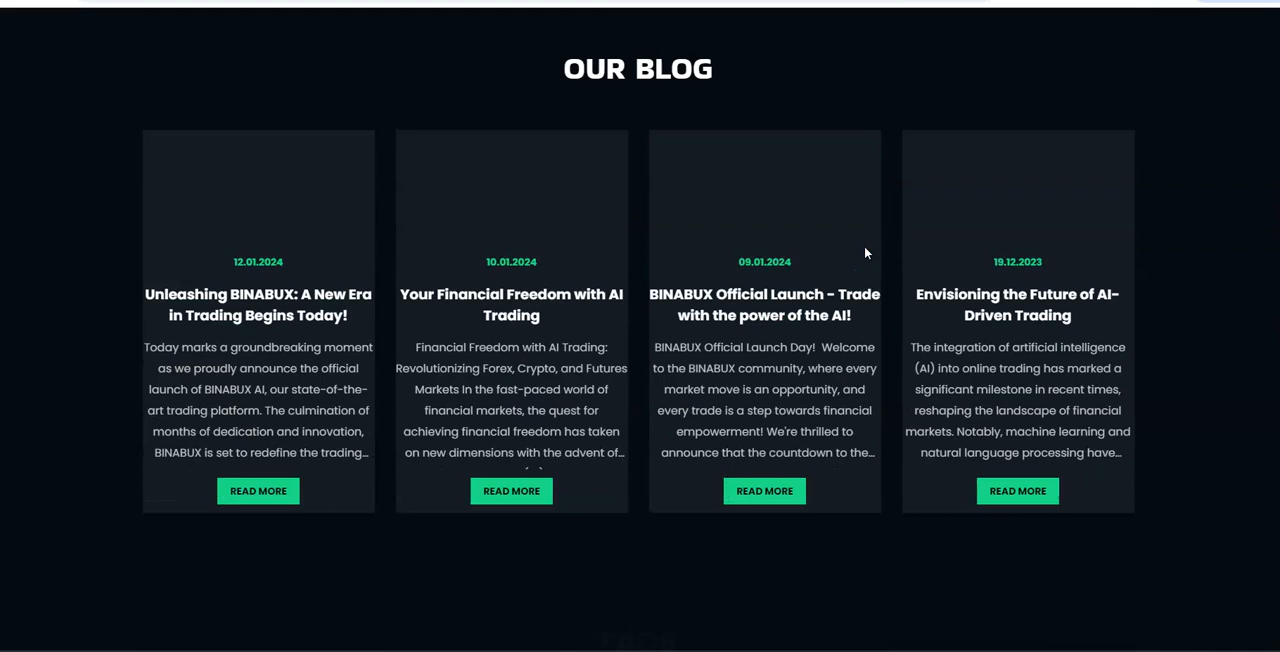 OUR BLOG
12.01.2024
Unleashing BINABUX: A New Era
in Trading Begins Today!
Today marks a groundbreaking moment
as we proudly announce the official
launch of BINABUX AI, our state-of-the-
art trading platform. The culmination of
months of dedication and innovation,
BINABUX is set to redefine the trading...
READ MORE
10.01.2024
Your Financial Freedom with AI
Trading
Financial Freedom with AI Trading:
Revolutionizing Forex, Crypto, and Futures
Markets In the fast-paced world of
financial markets, the quest for
achieving financial freedom has taken
on new dimensions with the advent of...
READ MORE
09.01.2024
BINABUX Official Launch - Trade
with the power of the AI!
BINABUX Official Launch Day! Welcome
to the BINABUX community, where every
market move is an opportunity, and
every trade is a step towards financial
empowerment! We're thrilled to
announce that the countdown to the...
READ MORE
19.12.2023
Envisioning the Future of AI-
Driven Trading
The integration of artificial intelligence
(AI) into online trading has marked a
significant milestone in recent times,
reshaping the landscape of financial
markets. Notably, machine learning and
natural language processing have...
READ MORE